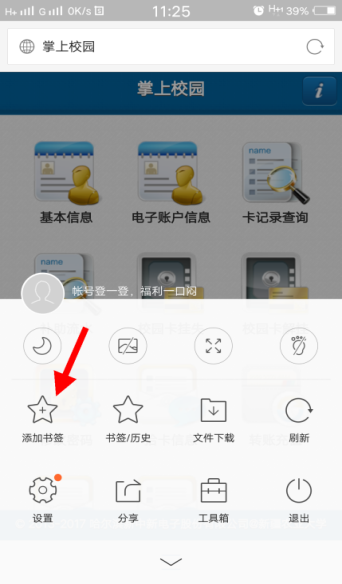 H+ G 0K/s 11:25 H+ 39%
掌上校园
掌上校园
i
name
基本信息 电子账户信息 卡记录查询
name
帐号登一登，福利一口闷
添加书签 书签/历史 文件下载 刷新
设置 分享 工具箱 退出